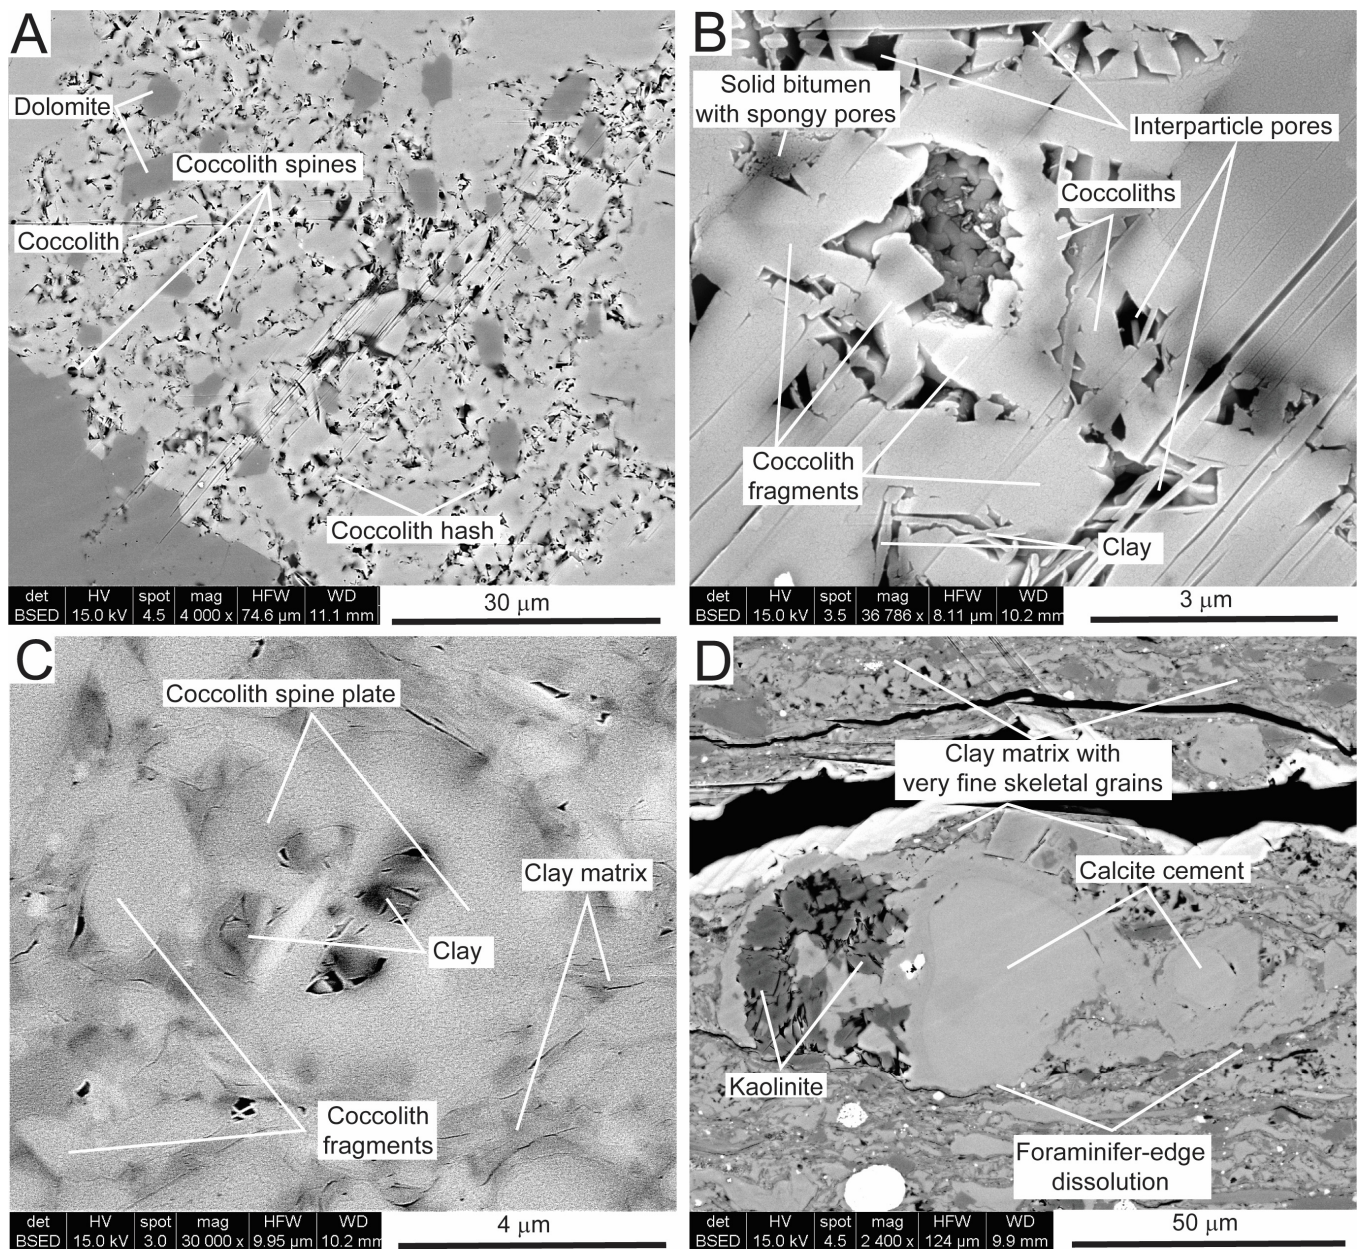 A
Dolomite
Coccolith spines
Coccolith
Coccolith hash
det HV spot mag HFW WD
BSED 15.0 kV 4.5 4 000 x 74.6 µm 11.1 mm
30 µm
B
Solid bitumen
with spongy pores
Interparticle pores
Coccoliths
Coccolith
fragments
Clay
det HV spot mag HFW WD
BSED 15.0 kV 3.5 36 786 x 8.11 µm 10.2 mm
3 µm
C
Coccolith spine plate
Clay matrix
Clay
Coccolith
fragments
det HV spot mag HFW WD
BSED 15.0 kV 3.0 30 000 x 9.95 µm 10.2 mm
4 µm
D
Clay matrix with
very fine skeletal grains
Calcite cement
Kaolinite
Foraminifer-edge
dissolution
det HV spot mag HFW WD
BSED 15.0 kV 4.5 2 400 x 124 µm 9.9 mm
50 µm